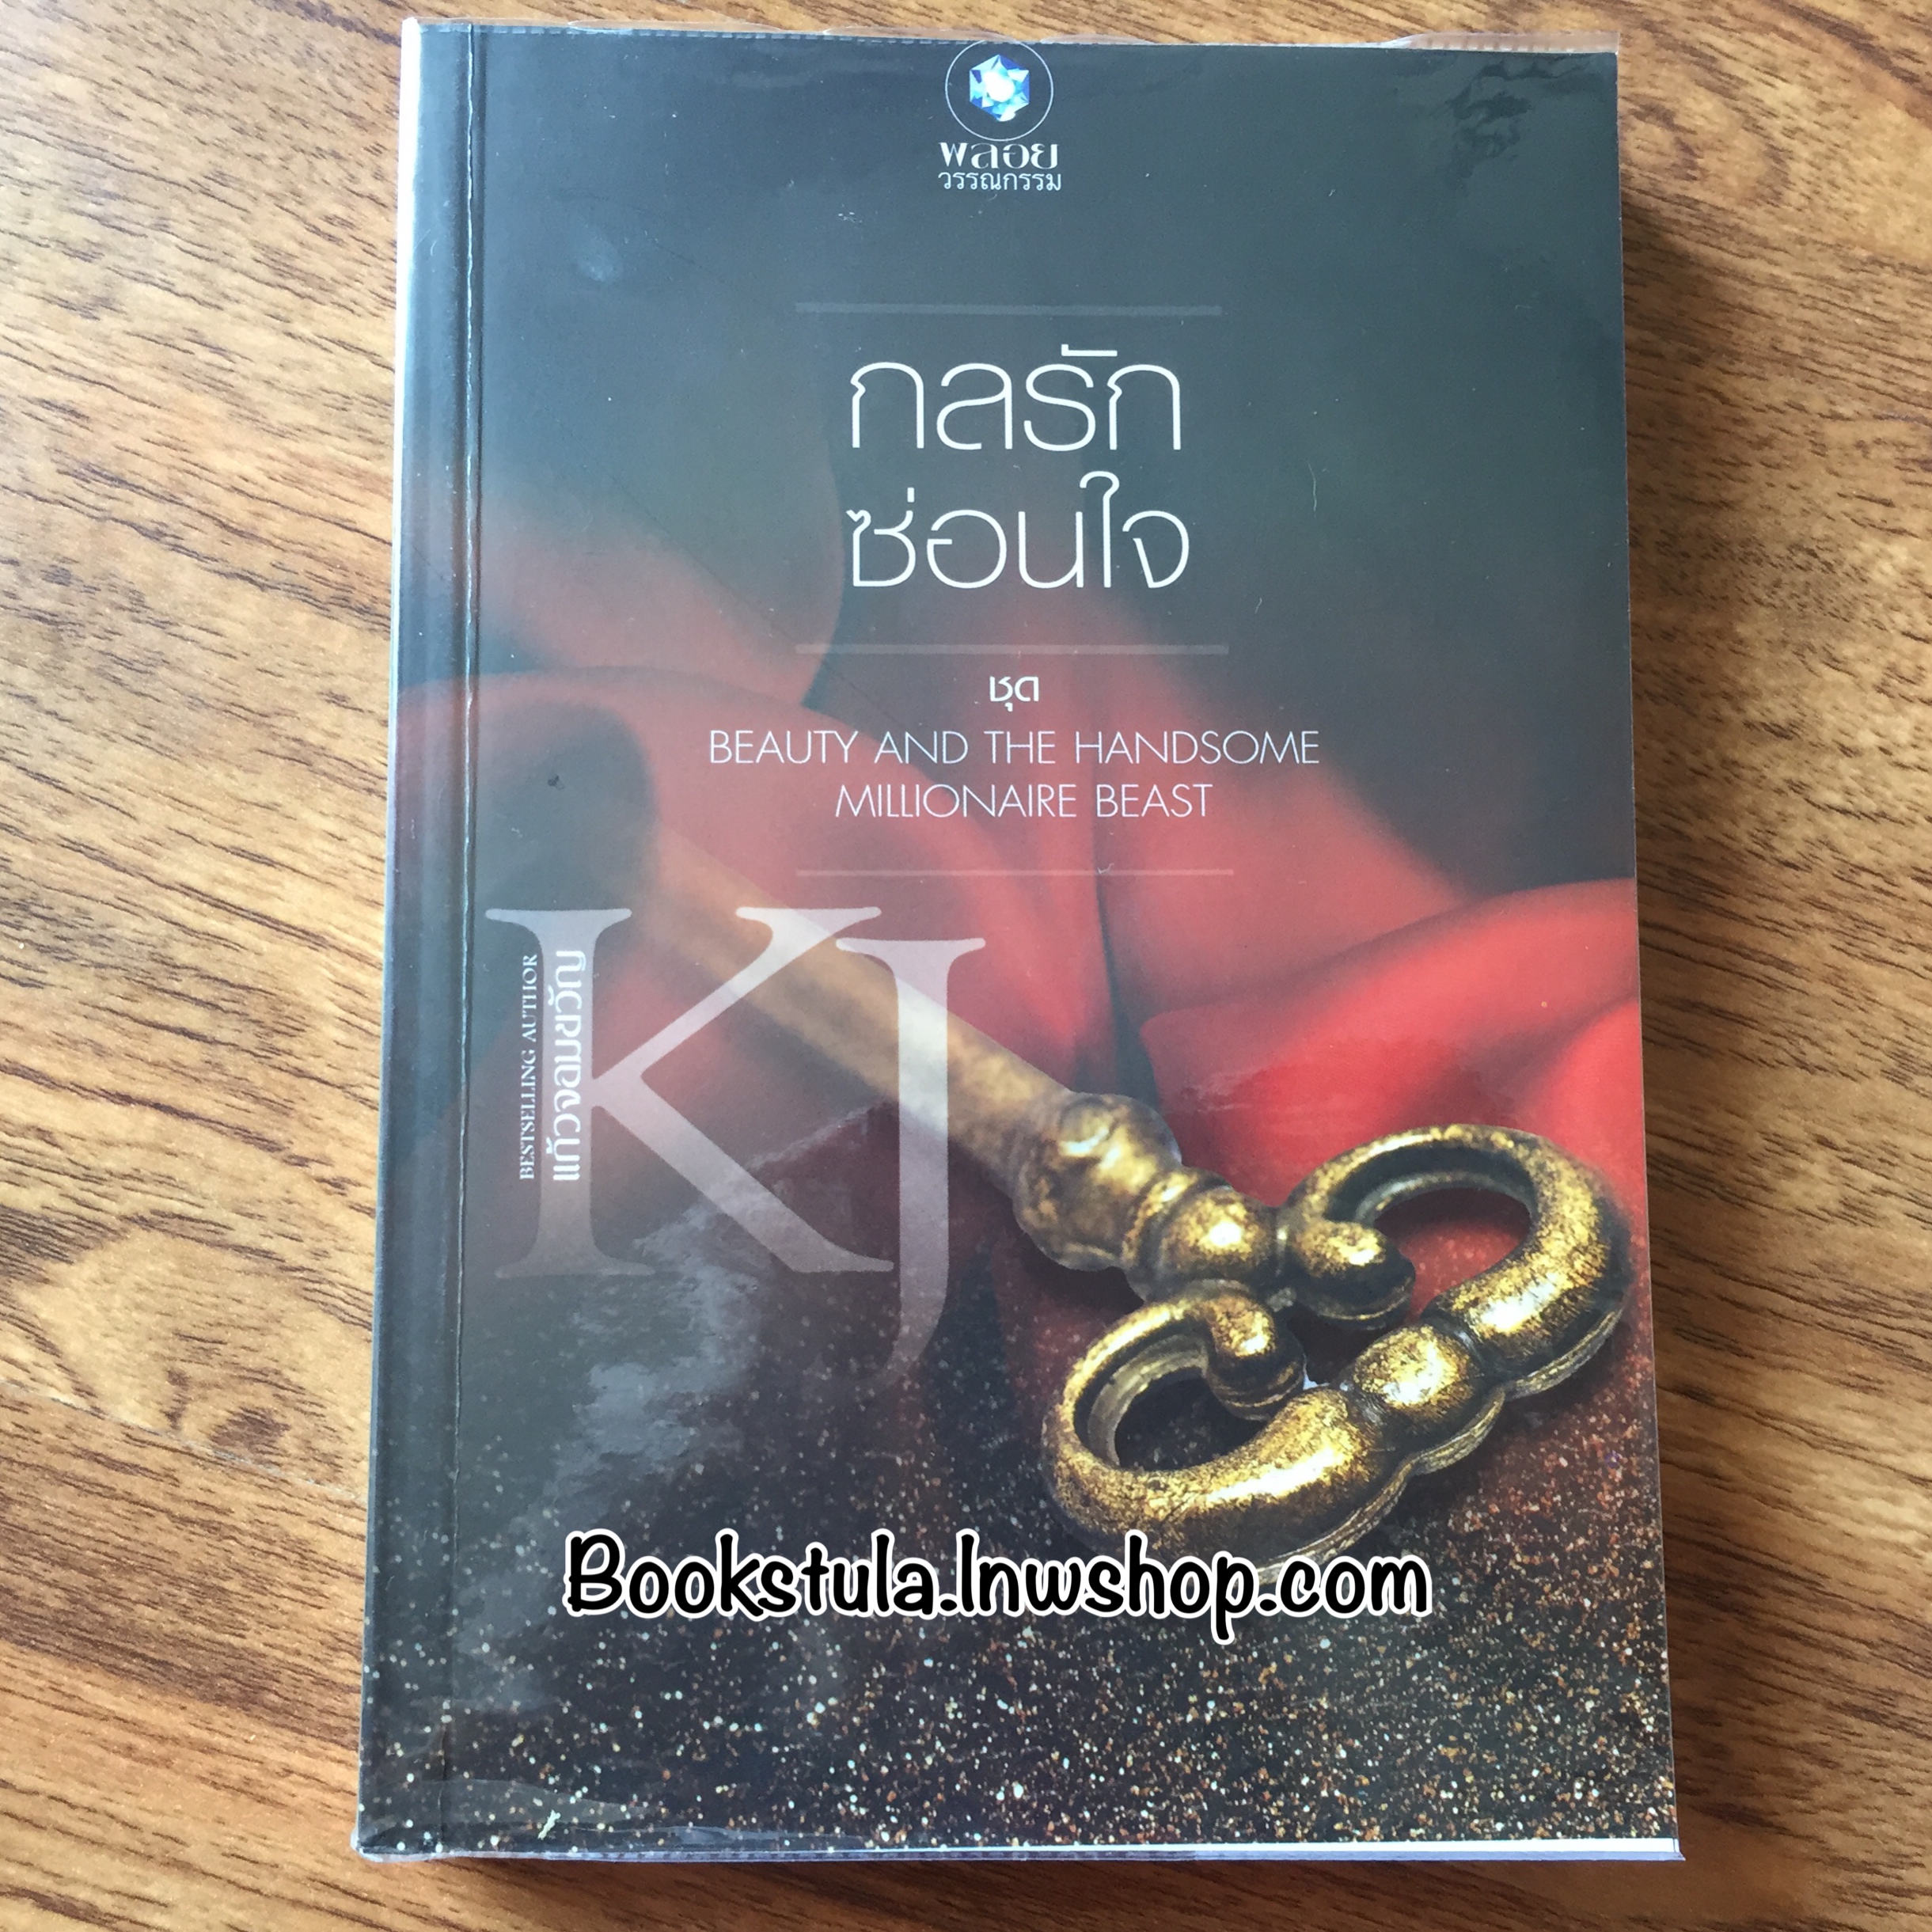 พลอย
วรรณกรรม
กลรัก
ซ่อนใจ
ชุด
BEAUTY AND THE HANDSOME
MILLIONAIRE BEAST
KJ
BESTSELLING AUTHOR
แก้วจอมขวัญ
Bookstula.lnwshop.com